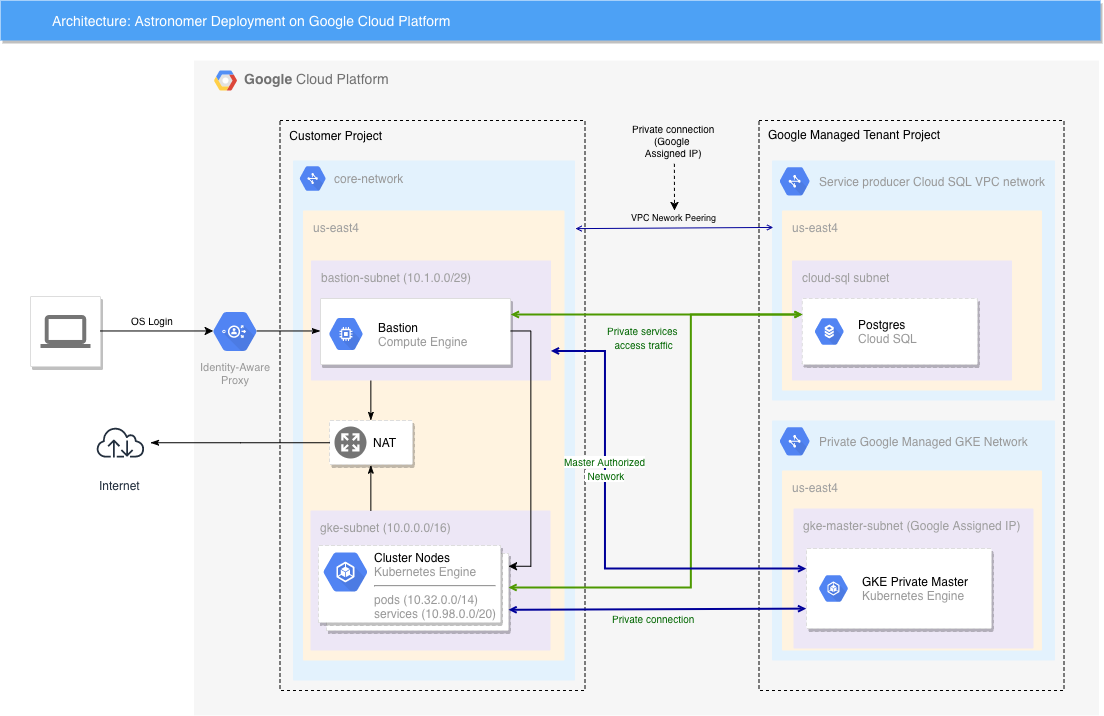 Architecture: Astronomer Deployment on Google Cloud Platform
Google Cloud Platform
Customer Project
core-network
us-east4
bastion-subnet (10.1.0.0/29)
Bastion
Compute Engine
OS Login
Identity-Aware
Proxy
NAT
Internet
gke-subnet (10.0.0.0/16)
Cluster Nodes
Kubernetes Engine
pods (10.32.0.0/14)
services (10.98.0.0/20)
Private connection
(Google
Assigned IP)
VPC Nework Peering
Private services
access traffic
Master Authorized
Network
Private connection
Google Managed Tenant Project
Service producer Cloud SQL VPC network
us-east4
cloud-sql subnet
Postgres
Cloud SQL
Private Google Managed GKE Network
us-east4
gke-master-subnet (Google Assigned IP)
GKE Private Master
Kubernetes Engine